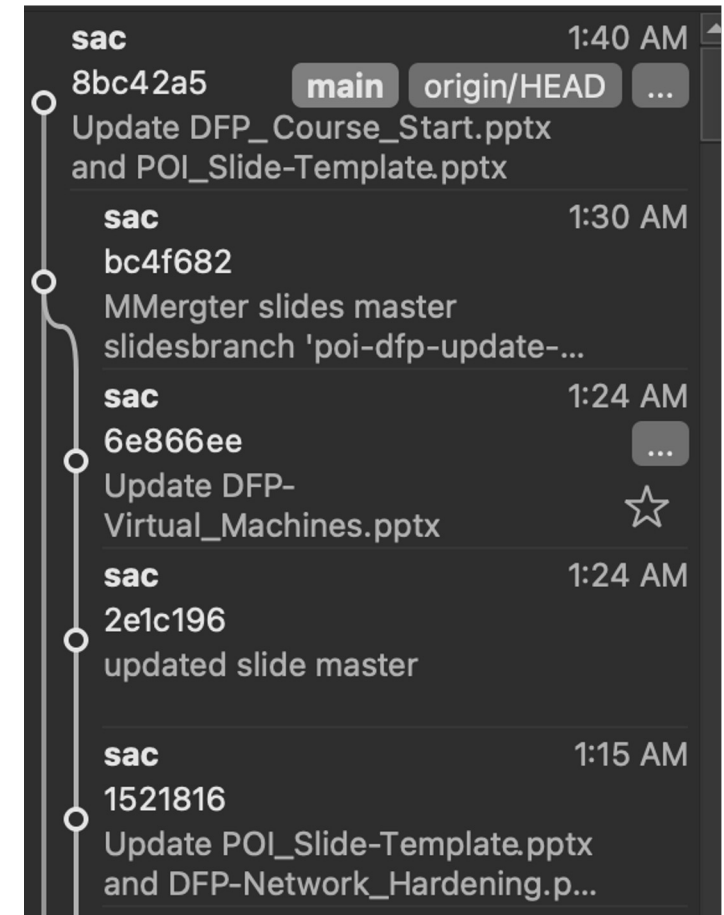 sac 1:40 AM
8bc42a5 main origin/HEAD ...
Update DFP_Course_Start.pptx
and POI_Slide-Template.pptx
sac 1:30 AM
bc4f682
MMergter slides master
slidesbranch 'poi-dfp-update-...
sac 1:24 AM
6e866ee ...
Update DFP-
Virtual_Machines.pptx
sac 1:24 AM
2e1c196
updated slide master
sac 1:15 AM
1521816
Update POI_Slide-Template.pptx
and DFP-Network_Hardening.p...